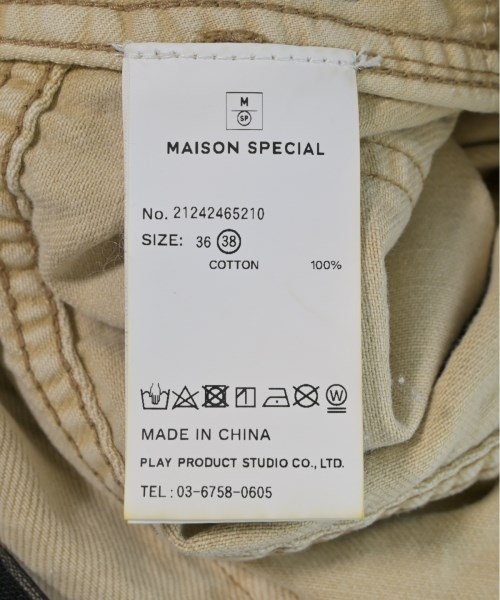 M
SP
MAISON SPECIAL
No. 21242465210
SIZE: 36 38
COTTON 100%
W
MADE IN CHINA
PLAY PRODUCT STUDIO CO., LTD.
TEL : 03-6758-0605